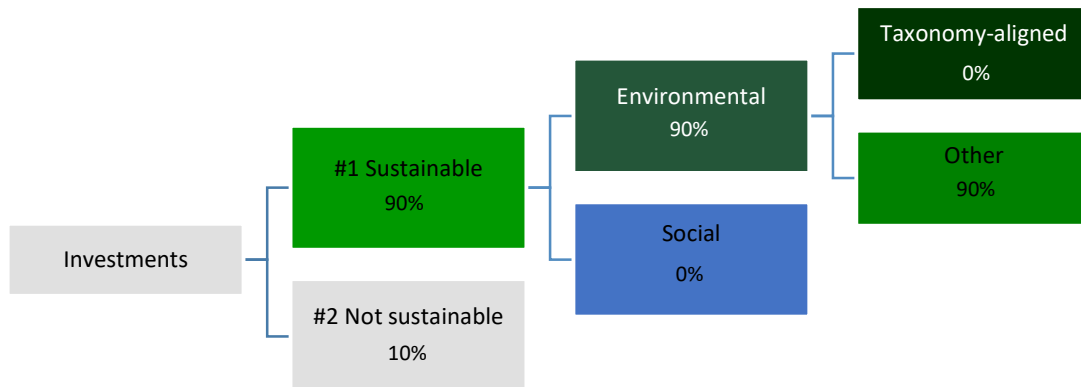 Investments
#1 Sustainable
90%
#2 Not sustainable
10%
Environmental
90%
Social
0%
Taxonomy-aligned
0%
Other
90%